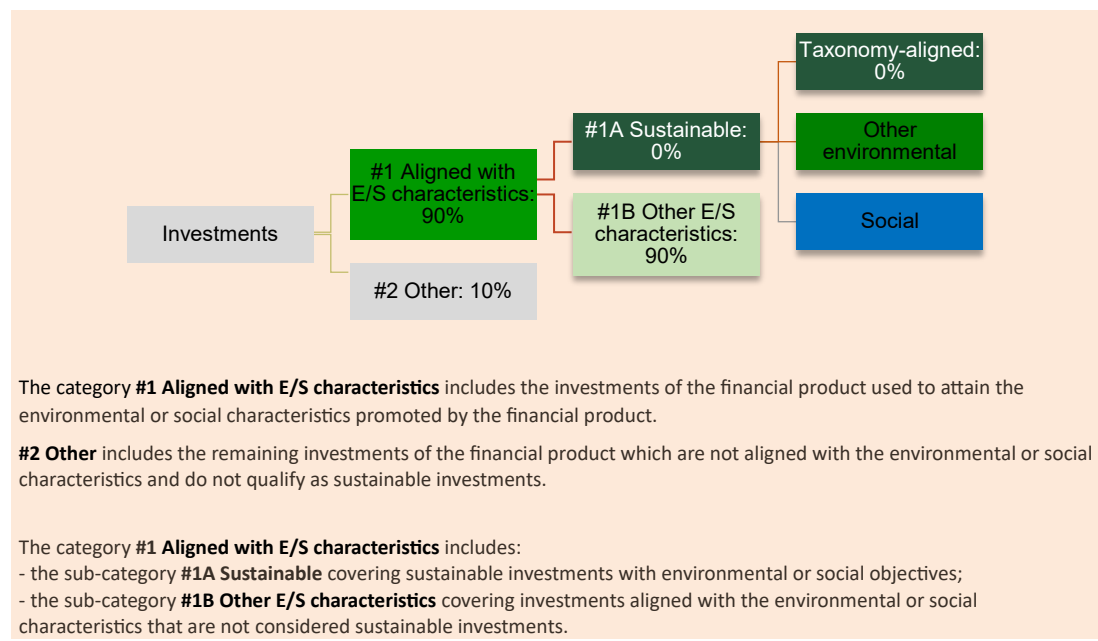 Taxonomy-aligned:
0%
#1A Sustainable:
0%
Other
environmental
#1 Aligned with
E/S characteristics:
90%
#1B Other E/S
characteristics:
90%
Social
Investments
#2 Other: 10%
The category #1 Aligned with E/S characteristics includes the investments of the financial product used to attain the
environmental or social characteristics promoted by the financial product.
#2 Other includes the remaining investments of the financial product which are not aligned with the environmental or social
characteristics and do not qualify as sustainable investments.
The category #1 Aligned with E/S characteristics includes:
- the sub-category #1A Sustainable covering sustainable investments with environmental or social objectives;
- the sub-category #1B Other E/S characteristics covering investments aligned with the environmental or social
characteristics that are not considered sustainable investments.